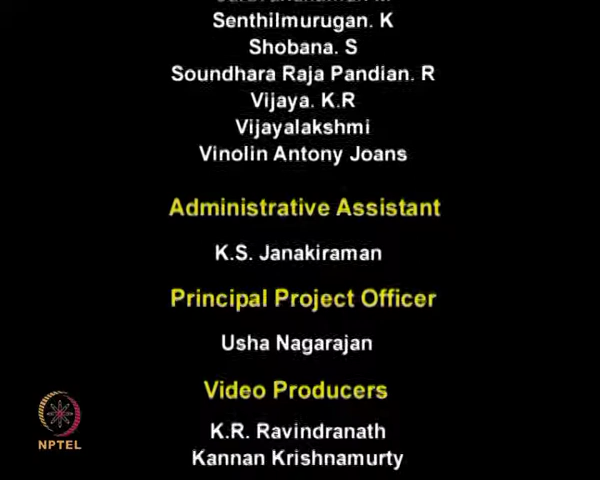 Senthilmurugan. K
Shobana. S
Soundhara Raja Pandian. R
Vijaya. K.R
Vijayalakshmi
Vinolin Antony Joans
Administrative Assistant
K.S. Janakiraman
Principal Project Officer
Usha Nagarajan
Video Producers
K.R. Ravindranath
Kannan Krishnamurty
NPTEL